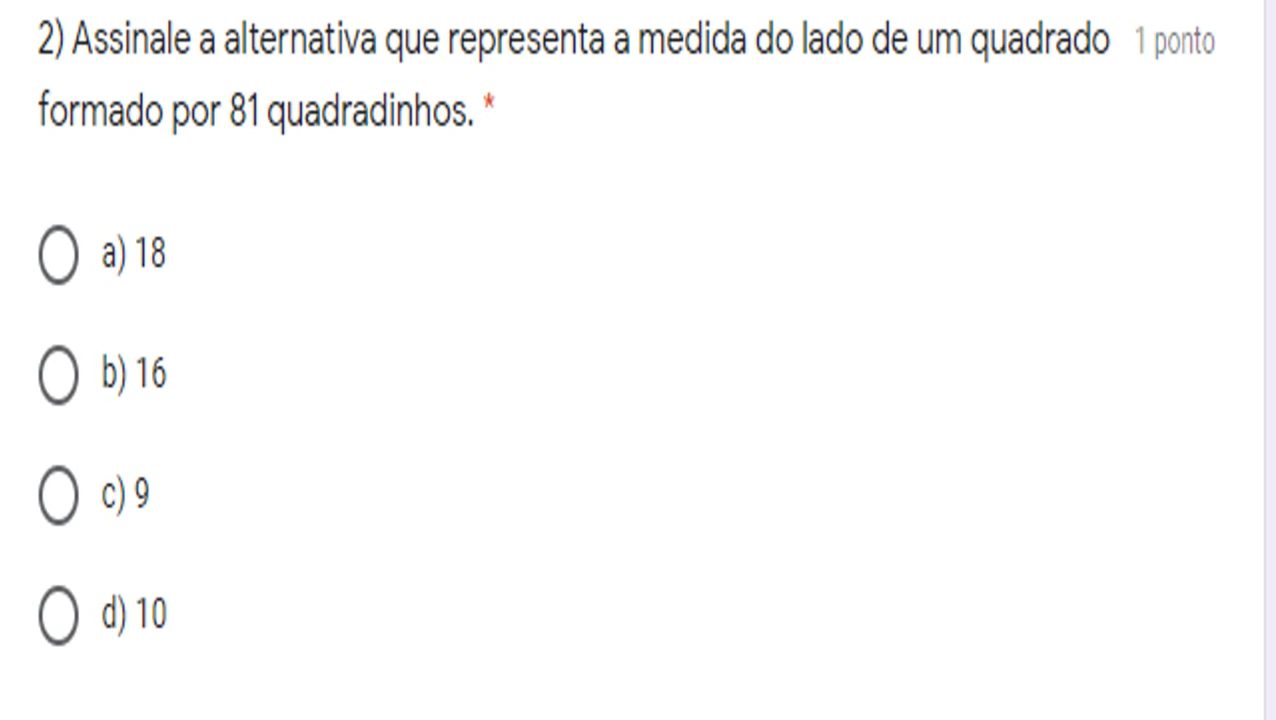 2) Assinale a alternativa que representa a medida do lado de um quadrado 1 ponto
formado por 81 quadradinhos. *
a) 18
b) 16
c) 9
d) 10